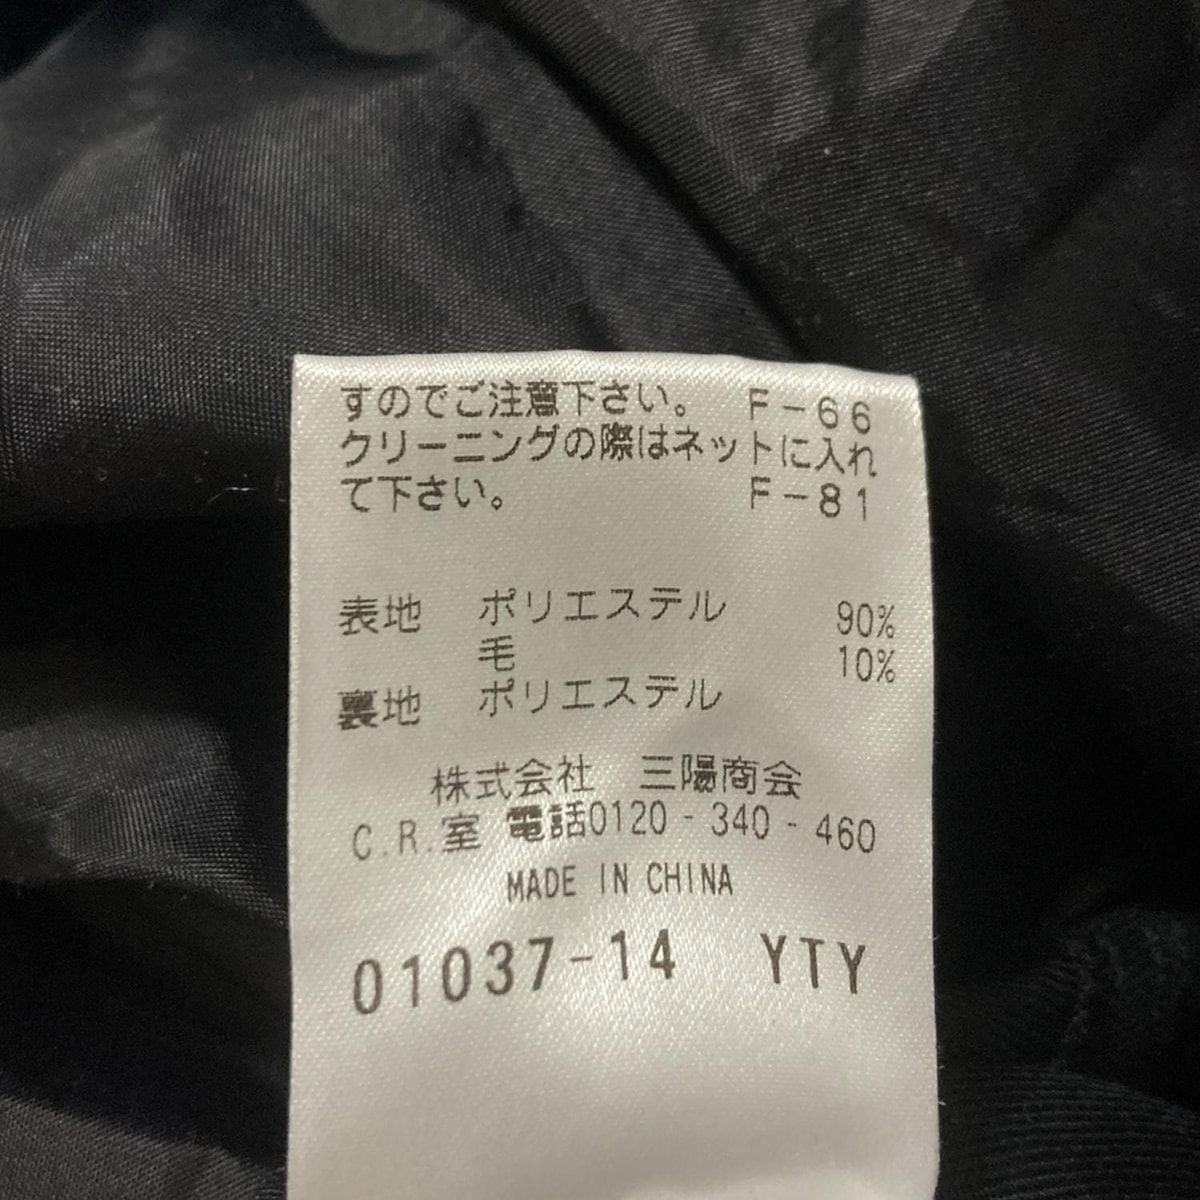 すのでご注意下さい。 F-66
クリーニングの際はネットに入れ
て下さい。 F-81
表地 ポリエステル 90%
毛 10%
裏地 ポリエステル
株式会社 三陽商会
C.R.室 電話0120-340-460
MADE IN CHINA
01037-14 YTY